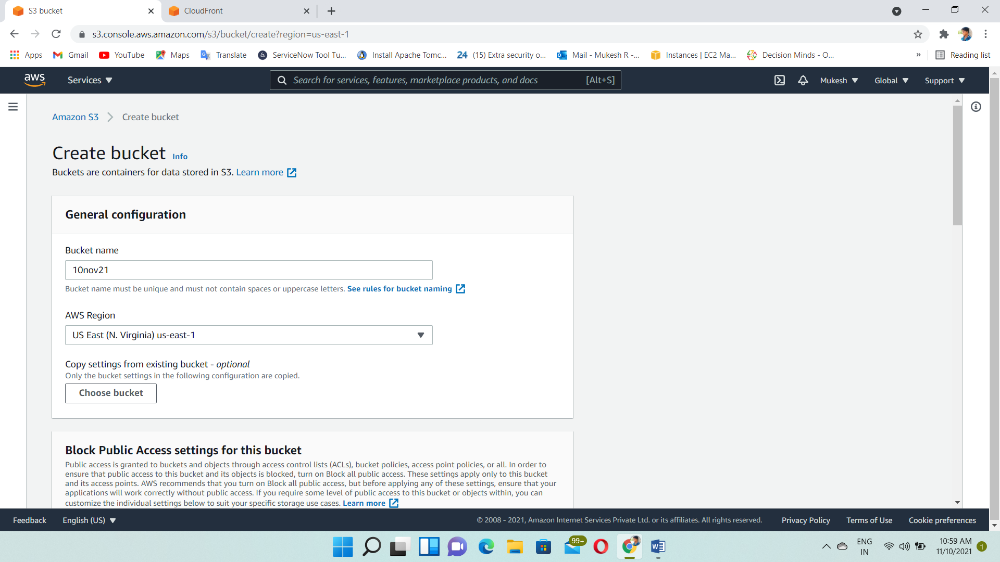 S3 bucket
CloudFront
s3.console.aws.amazon.com/s3/bucket/create?region=us-east-1
Apps Gmail YouTube Maps Translate ServiceNow Tool Tu... Install Apache Tomc... 24 (15) Extra security o... Mail - Mukesh R -... Instances | EC2 Ma... Decision Minds - O... » Reading list
aws Services Search for services, features, marketplace products, and docs [Alt+S] Mukesh Global Support
Amazon S3 Create bucket
Create bucket Info
Buckets are containers for data stored in S3. Learn more
General configuration
Bucket name
10nov21
Bucket name must be unique and must not contain spaces or uppercase letters. See rules for bucket naming
AWS Region
US East (N. Virginia) us-east-1
Copy settings from existing bucket - optional
Only the bucket settings in the following configuration are copied.
Choose bucket
Block Public Access settings for this bucket
Public access is granted to buckets and objects through access control lists (ACLs), bucket policies, access point policies, or all. In order to
ensure that public access to this bucket and its objects is blocked, turn on Block all public access. These settings apply only to this bucket
and its access points. AWS recommends that you turn on Block all public access, but before applying any of these settings, ensure that your
applications will work correctly without public access. If you require some level of public access to this bucket or objects within, you can
customize the individual settings below to suit your specific storage use cases. Learn more
Feedback English (US) © 2008 - 2021, Amazon Internet Services Private Ltd. or its affiliates. All rights reserved. Privacy Policy Terms of Use Cookie preferences
99+
ENG
IN
10:59 AM
11/10/2021
1